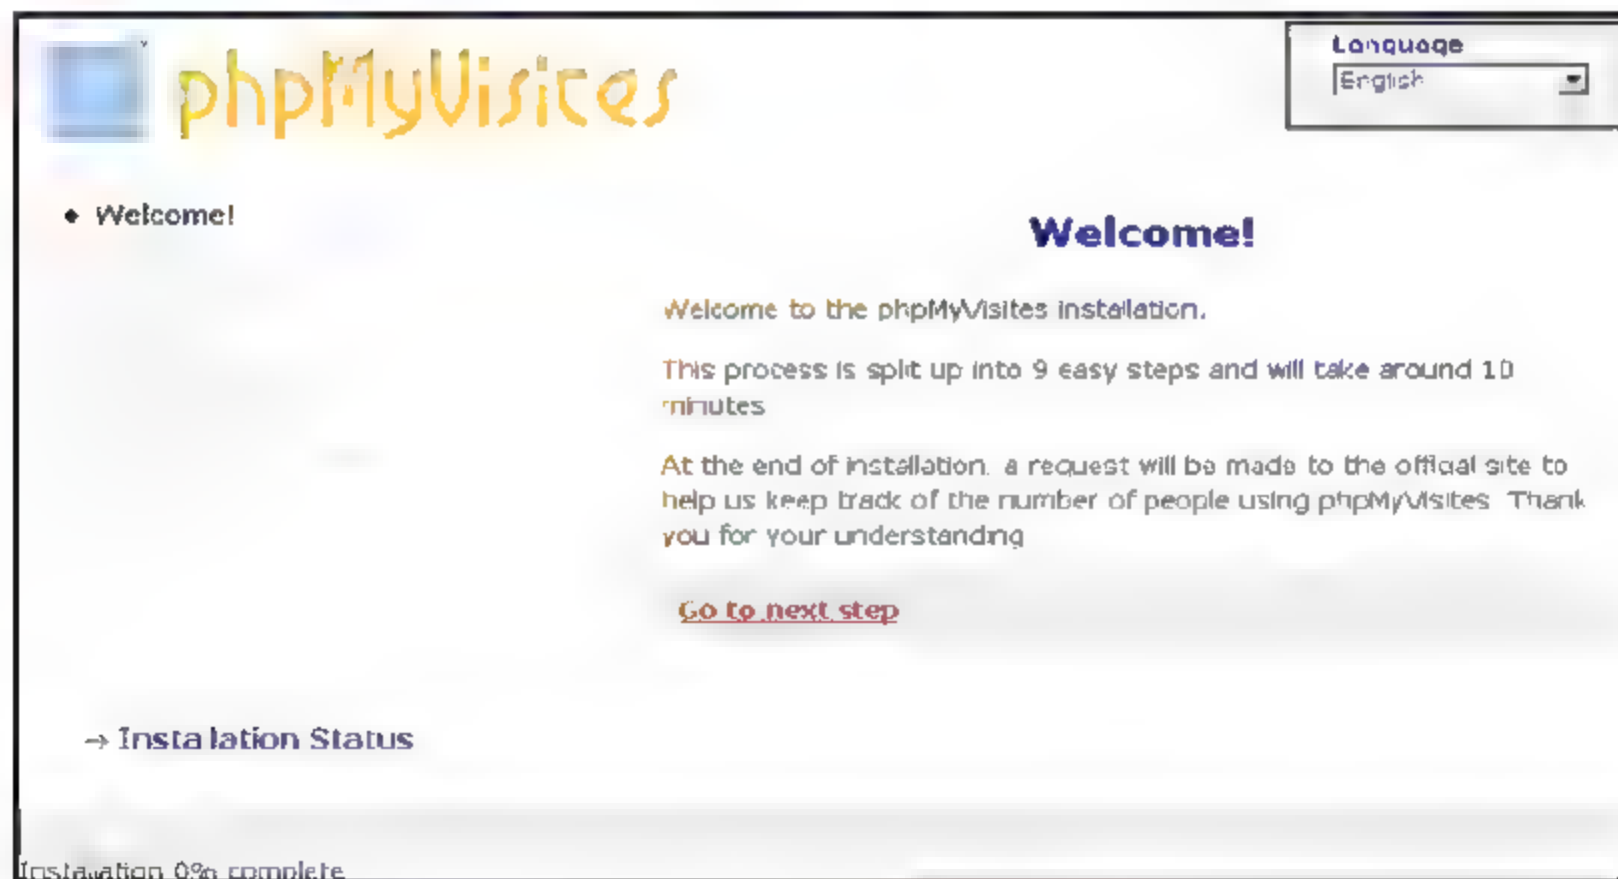 phpMyVisites
Language
English
Welcome!
Welcome!
Welcome to the phpMyVisites installation.
This process is split up into 9 easy steps and will take around 10
minutes
At the end of installation, a request will be made to the official site to
help us keep track of the number of people using phpMyVisites. Thank
you for your understanding
Go to next step
→ Installation Status
Installation 0% complete